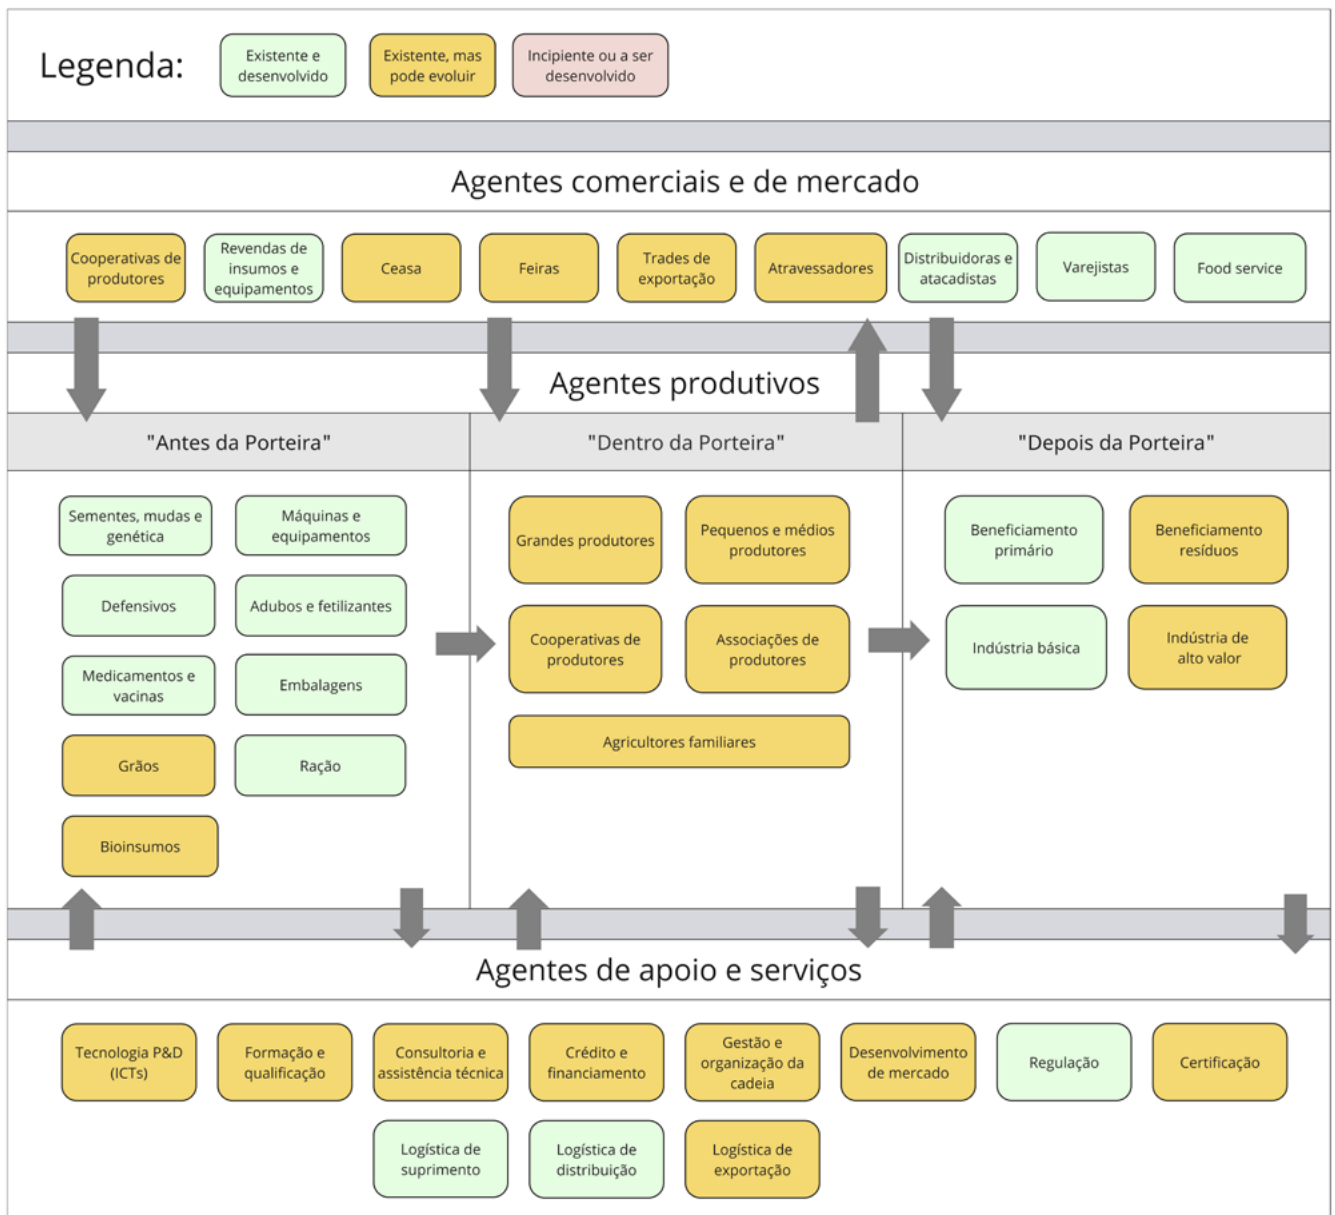 Legenda:
Existente e
desenvolvido
Existente, mas
pode evoluir
Incipiente ou a ser
desenvolvido
Agentes comerciais e de mercado
Cooperativas de
produtores
Revendas de
insumos e
equipamentos
Ceasa
Feiras
Trades de
exportação
Atravessadores
Distribuidoras e
atacadistas
Varejistas
Food service
Agentes produtivos
"Antes da Porteira"
"Dentro da Porteira"
"Depois da Porteira"
Sementes, mudas e
genética
Máquinas e
equipamentos
Defensivos
Adubos e fetilizantes
Medicamentos e
vacinas
Embalagens
Grãos
Ração
Bioinsumos
Grandes produtores
Pequenos e médios
produtores
Cooperativas de
produtores
Associações de
produtores
Agricultores familiares
Beneficiamento
primário
Beneficiamento
resíduos
Indústria básica
Indústria de
alto valor
Agentes de apoio e serviços
Tecnologia P&D
(ICTs)
Formação e
qualificação
Consultoria e
assistência técnica
Crédito e
financiamento
Gestão e
organização da
cadeia
Desenvolvimento
de mercado
Regulação
Certificação
Logística de
suprimento
Logística de
distribuição
Logística de
exportação